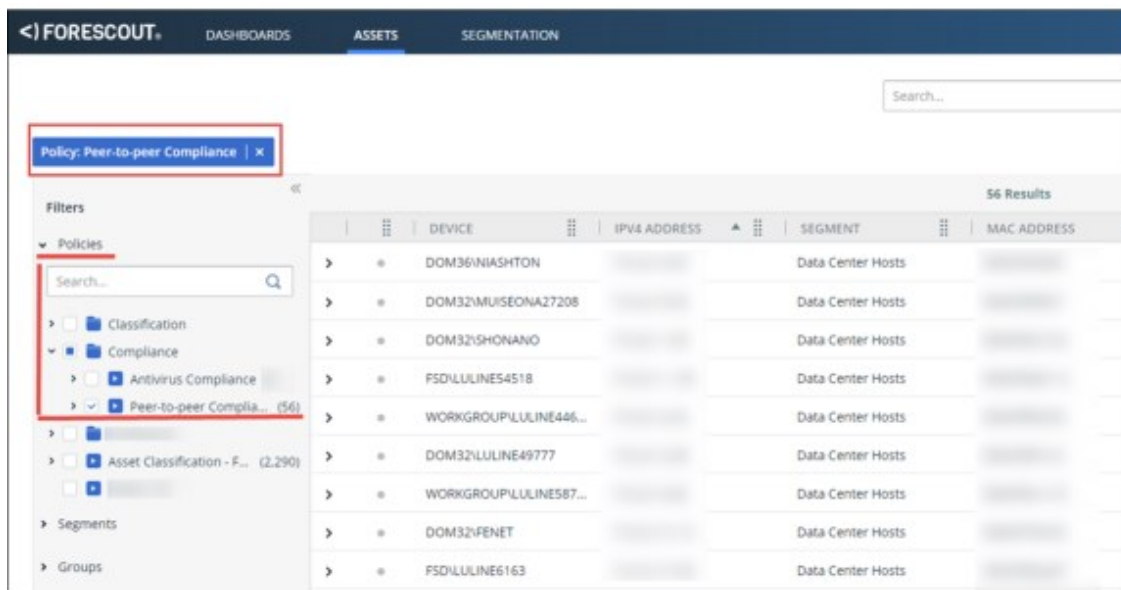 <) FORESCOUT. DASHBOARDS ASSETS SEGMENTATION
Search...
Policy: Peer-to-peer Compliance | ×
Filters
56 Results
DEVICE IPV4 ADDRESS SEGMENT MAC ADDRESS
Policies
Search...
Classification
Compliance
Antivirus Compliance
Peer-to-peer Complia... (56)
Asset Classification - F... (2.290)
Segments
Groups
DOM36\NIASHTON Data Center Hosts
DOM32\MUISEONA27208 Data Center Hosts
DOM32\SHONANO Data Center Hosts
FSD\LULINE54518 Data Center Hosts
WORKGROUP\LULINE446... Data Center Hosts
DOM32\LULINE49777 Data Center Hosts
WORKGROUP\LULINE587... Data Center Hosts
DOM32\FENET Data Center Hosts
FSD\LULINE6163 Data Center Hosts